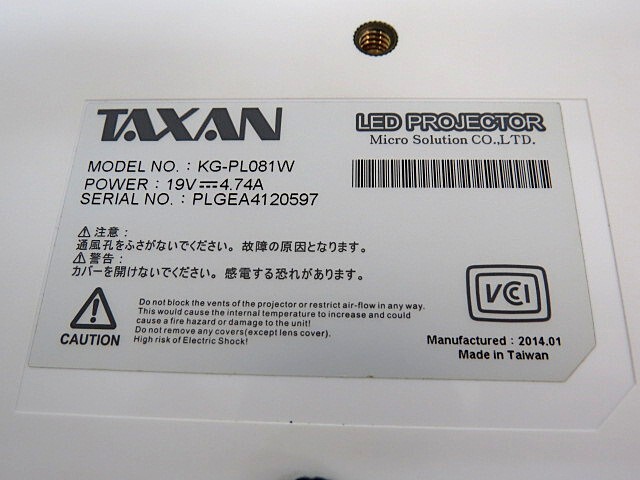 TAXAN
LED PROJECTOR
Micro Solution CO.,LTD.
MODEL NO. : KG-PL081W
POWER : 19V⎓4.74A
SERIAL NO. : PLGEA4120597
⚠ 注意 :
通風孔をふさがないでください。故障の原因となります。
⚠ 警告 :
カバーを開けないでください。感電する恐れがあります。
CAUTION
Do not block the vents of the projector or restrict air-flow in any way.
This would cause the internal temperature to increase and could
cause a fire hazard or damage to the unit!
Do not remove any covers(except lens cover).
High risk of Electric Shock!
VCCI
Manufactured : 2014.01
Made in Taiwan